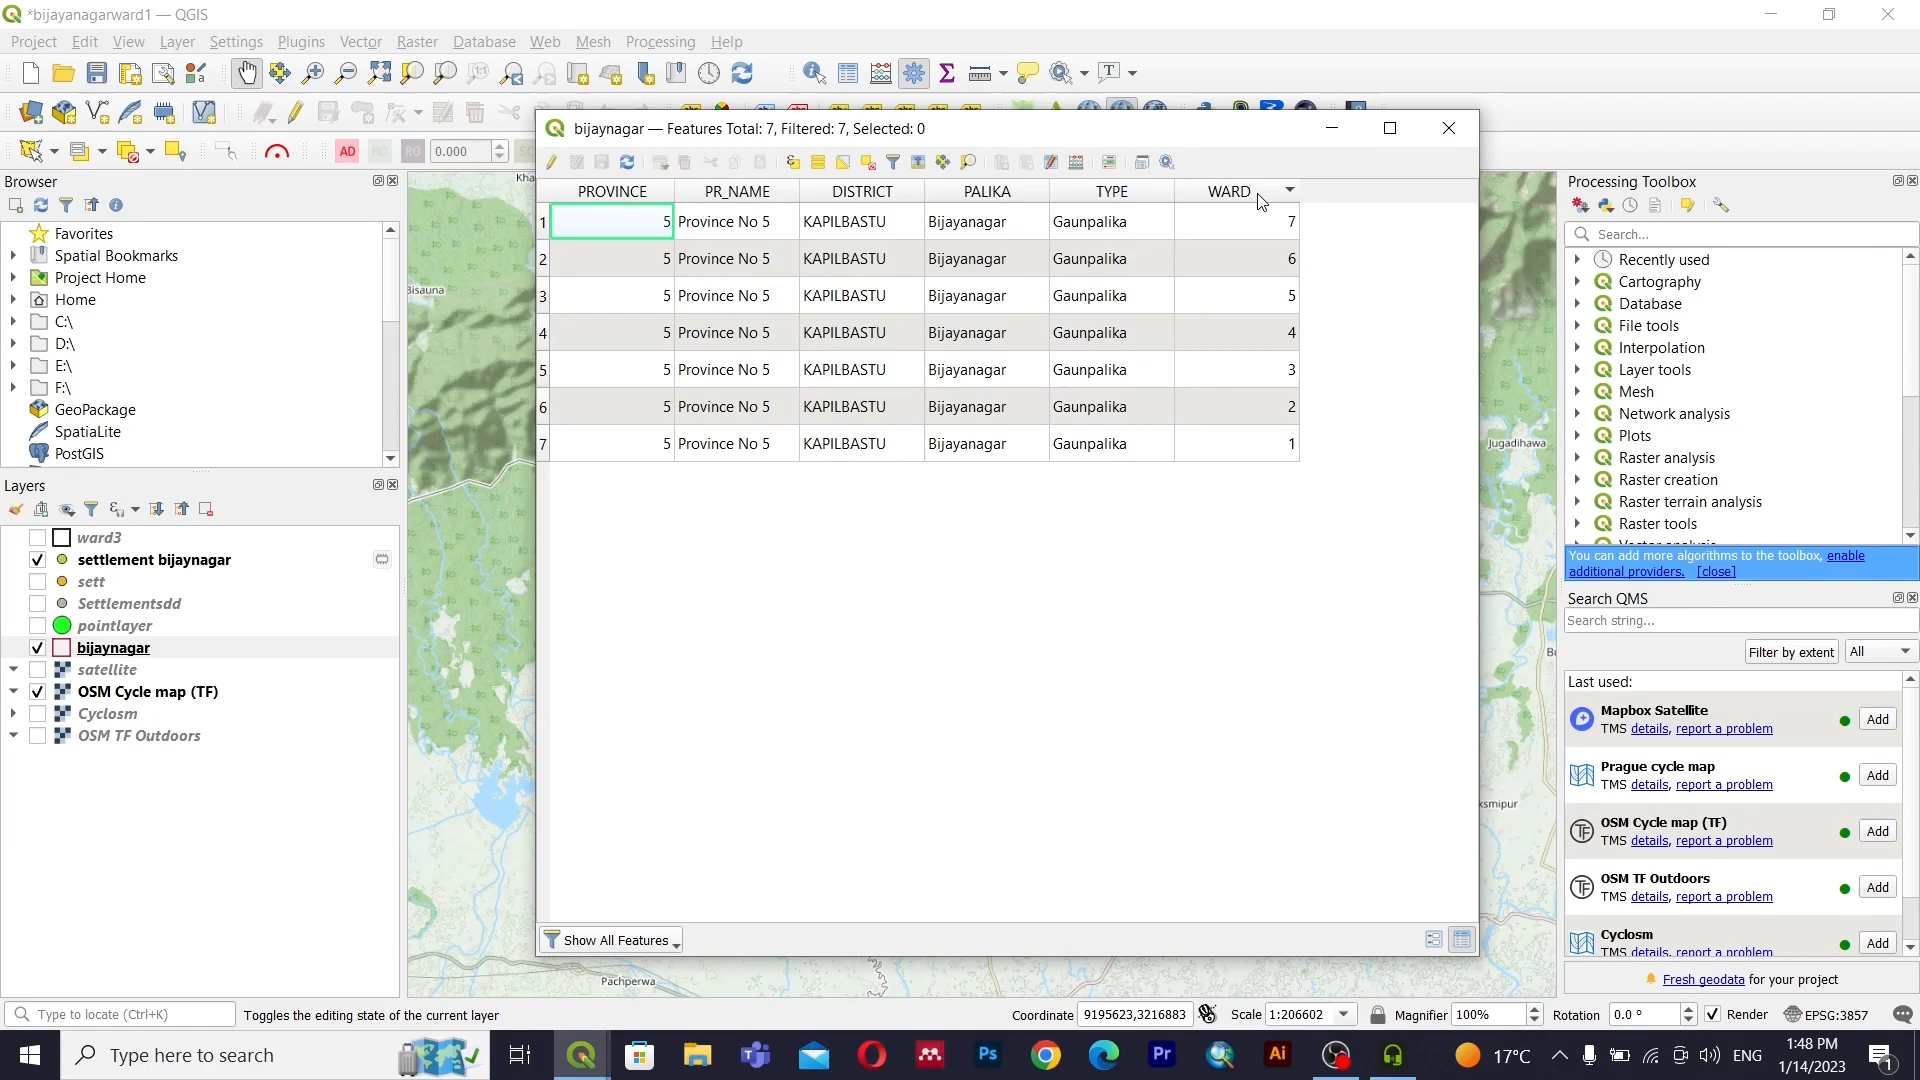 *bijayanagarward1 — QGIS
Project Edit View Layer Settings Plugins Vector Raster Database Web Mesh Processing Help
bijaynagar — Features Total: 7, Filtered: 7, Selected: 0
AD MO RO 0.000
Browser
Favorites
Spatial Bookmarks
Project Home
Home
C:\
D:\
E:\
F:\
GeoPackage
SpatiaLite
PostGIS
Layers
ward3
settlement bijaynagar
sett
Settlementsdd
pointlayer
bijaynagar
satellite
OSM Cycle map (TF)
Cyclosm
OSM TF Outdoors
PROVINCE PR_NAME DISTRICT PALIKA TYPE WARD
1 5 Province No 5 KAPILBASTU Bijayanagar Gaunpalika 7
2 5 Province No 5 KAPILBASTU Bijayanagar Gaunpalika 6
3 5 Province No 5 KAPILBASTU Bijayanagar Gaunpalika 5
4 5 Province No 5 KAPILBASTU Bijayanagar Gaunpalika 4
5 5 Province No 5 KAPILBASTU Bijayanagar Gaunpalika 3
6 5 Province No 5 KAPILBASTU Bijayanagar Gaunpalika 2
7 5 Province No 5 KAPILBASTU Bijayanagar Gaunpalika 1
Show All Features
Bisauna
Jugadihawa
Pachperwa
Processing Toolbox
Search...
Recently used
Cartography
Database
File tools
Interpolation
Layer tools
Mesh
Network analysis
Plots
Raster analysis
Raster creation
Raster terrain analysis
Raster tools
You can add more algorithms to the toolbox, enable
additional providers. [close]
Search QMS
Search string...
Filter by extent All
Last used:
Mapbox Satellite
TMS details, report a problem
Add
Prague cycle map
TMS details, report a problem
Add
OSM Cycle map (TF)
TMS details, report a problem
Add
OSM TF Outdoors
TMS details, report a problem
Add
Cyclosm
TMS details, report a problem
Add
Fresh geodata for your project
Type to locate (Ctrl+K) Toggles the editing state of the current layer Coordinate 9195623,3216883 Scale 1:206602 Magnifier 100% Rotation 0.0 ° Render EPSG:3857
Type here to search
17°C ENG
1:48 PM
1/14/2023
1